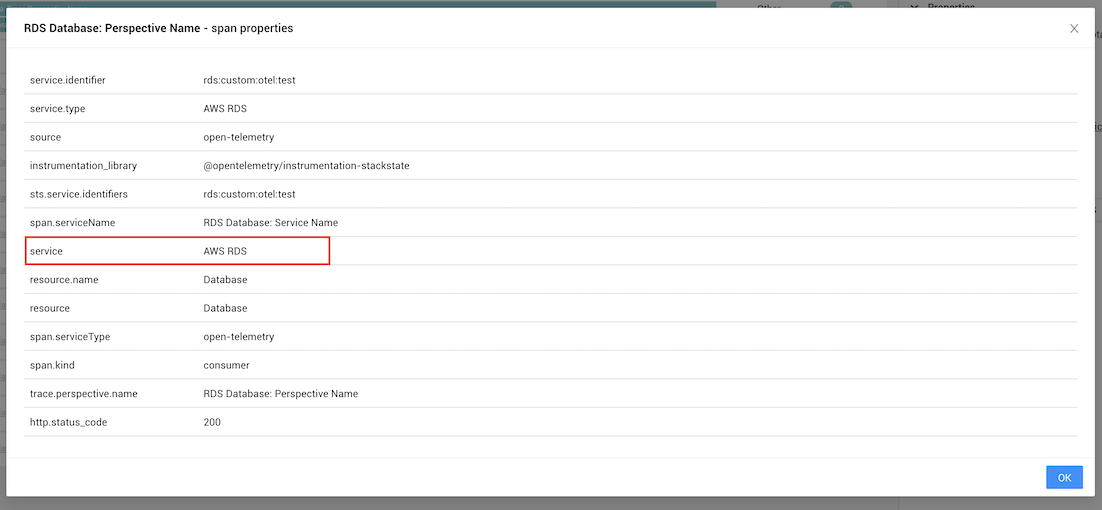 Other
Properties
RDS Database: Perspective Name - span properties
service.identifier rds:custom:otel:test
service.type AWS RDS
source open-telemetry
instrumentation_library @opentelemetry/instrumentation-stackstate
sts.service.identifiers rds:custom:otel:test
span.serviceName RDS Database: Service Name
service AWS RDS
resource.name Database
resource Database
span.serviceType open-telemetry
span.kind consumer
trace.perspective.name RDS Database: Perspective Name
http.status_code 200
OK